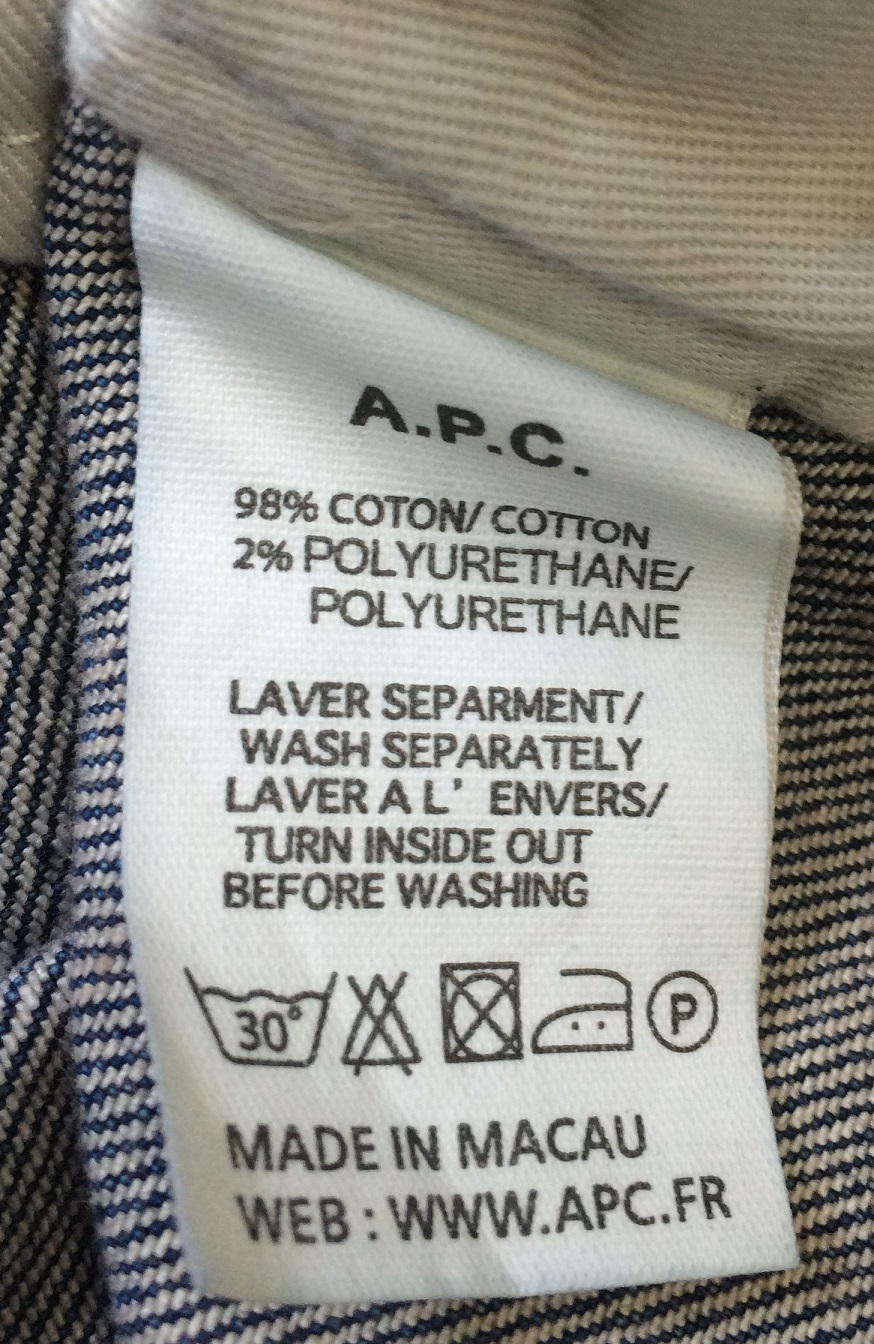 A.P.C.
98% COTON/ COTTON
2% POLYURETHANE/
POLYURETHANE
LAVER SEPARMENT/
WASH SEPARATELY
LAVER A L' ENVERS/
TURN INSIDE OUT
BEFORE WASHING
30° P
MADE IN MACAU
WEB : WWW.APC.FR